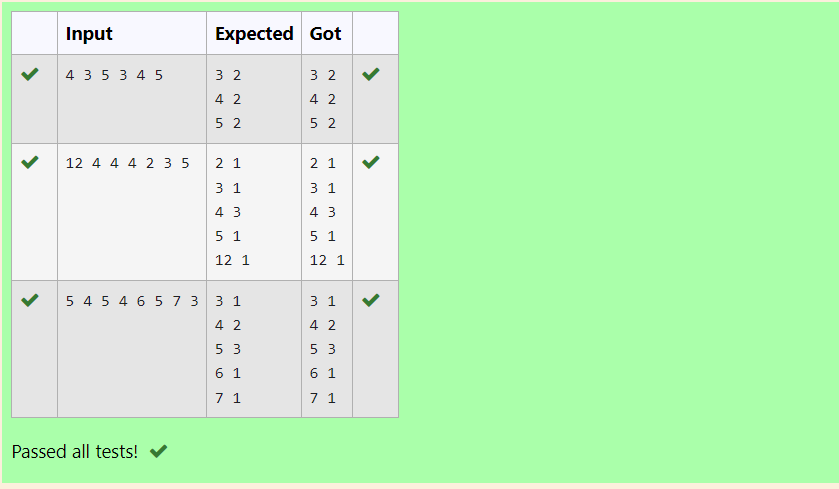 Input Expected Got
4 3 5 3 4 5 3 2 3 2
4 2 4 2
5 2 5 2
12 4 4 4 2 3 5 2 1 2 1
3 1 3 1
4 3 4 3
5 1 5 1
12 1 12 1
5 4 5 4 6 5 7 3 3 1 3 1
4 2 4 2
5 3 5 3
6 1 6 1
7 1 7 1
Passed all tests!